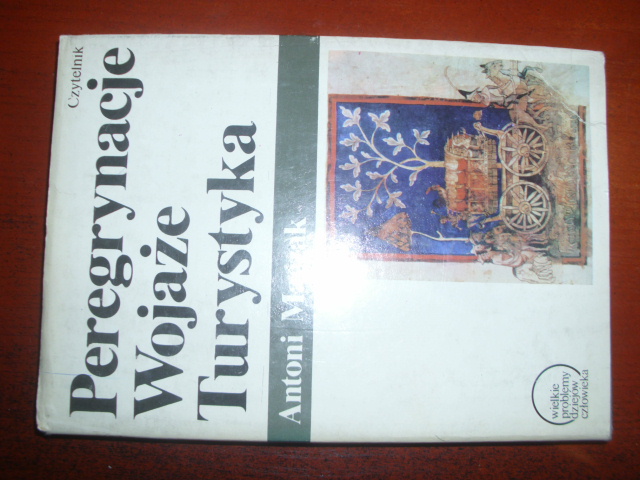 Czytelnik
Peregrynacje
Wojaże
Turystyka
Antoni
wielkie
problemy
dziejów
człowieka